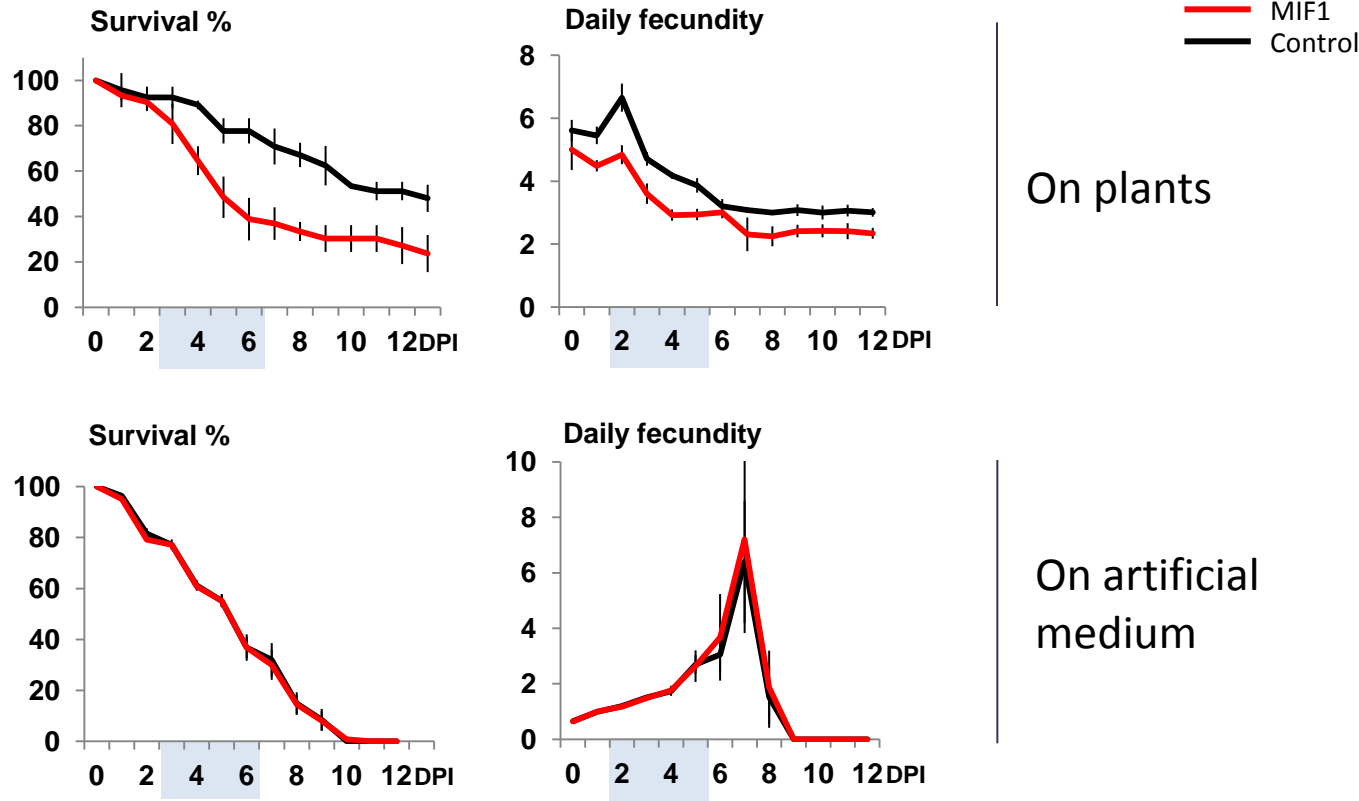 MIF1
Control
Survival %
100
80
60
40
20
0
0 2 4 6 8 10 12 DPI
Daily fecundity
8
6
4
2
0
0 2 4 6 8 10 12 DPI
On plants
Survival %
100
80
60
40
20
0
0 2 4 6 8 10 12 DPI
Daily fecundity
10
8
6
4
2
0
0 2 4 6 8 10 12 DPI
On artificial
medium